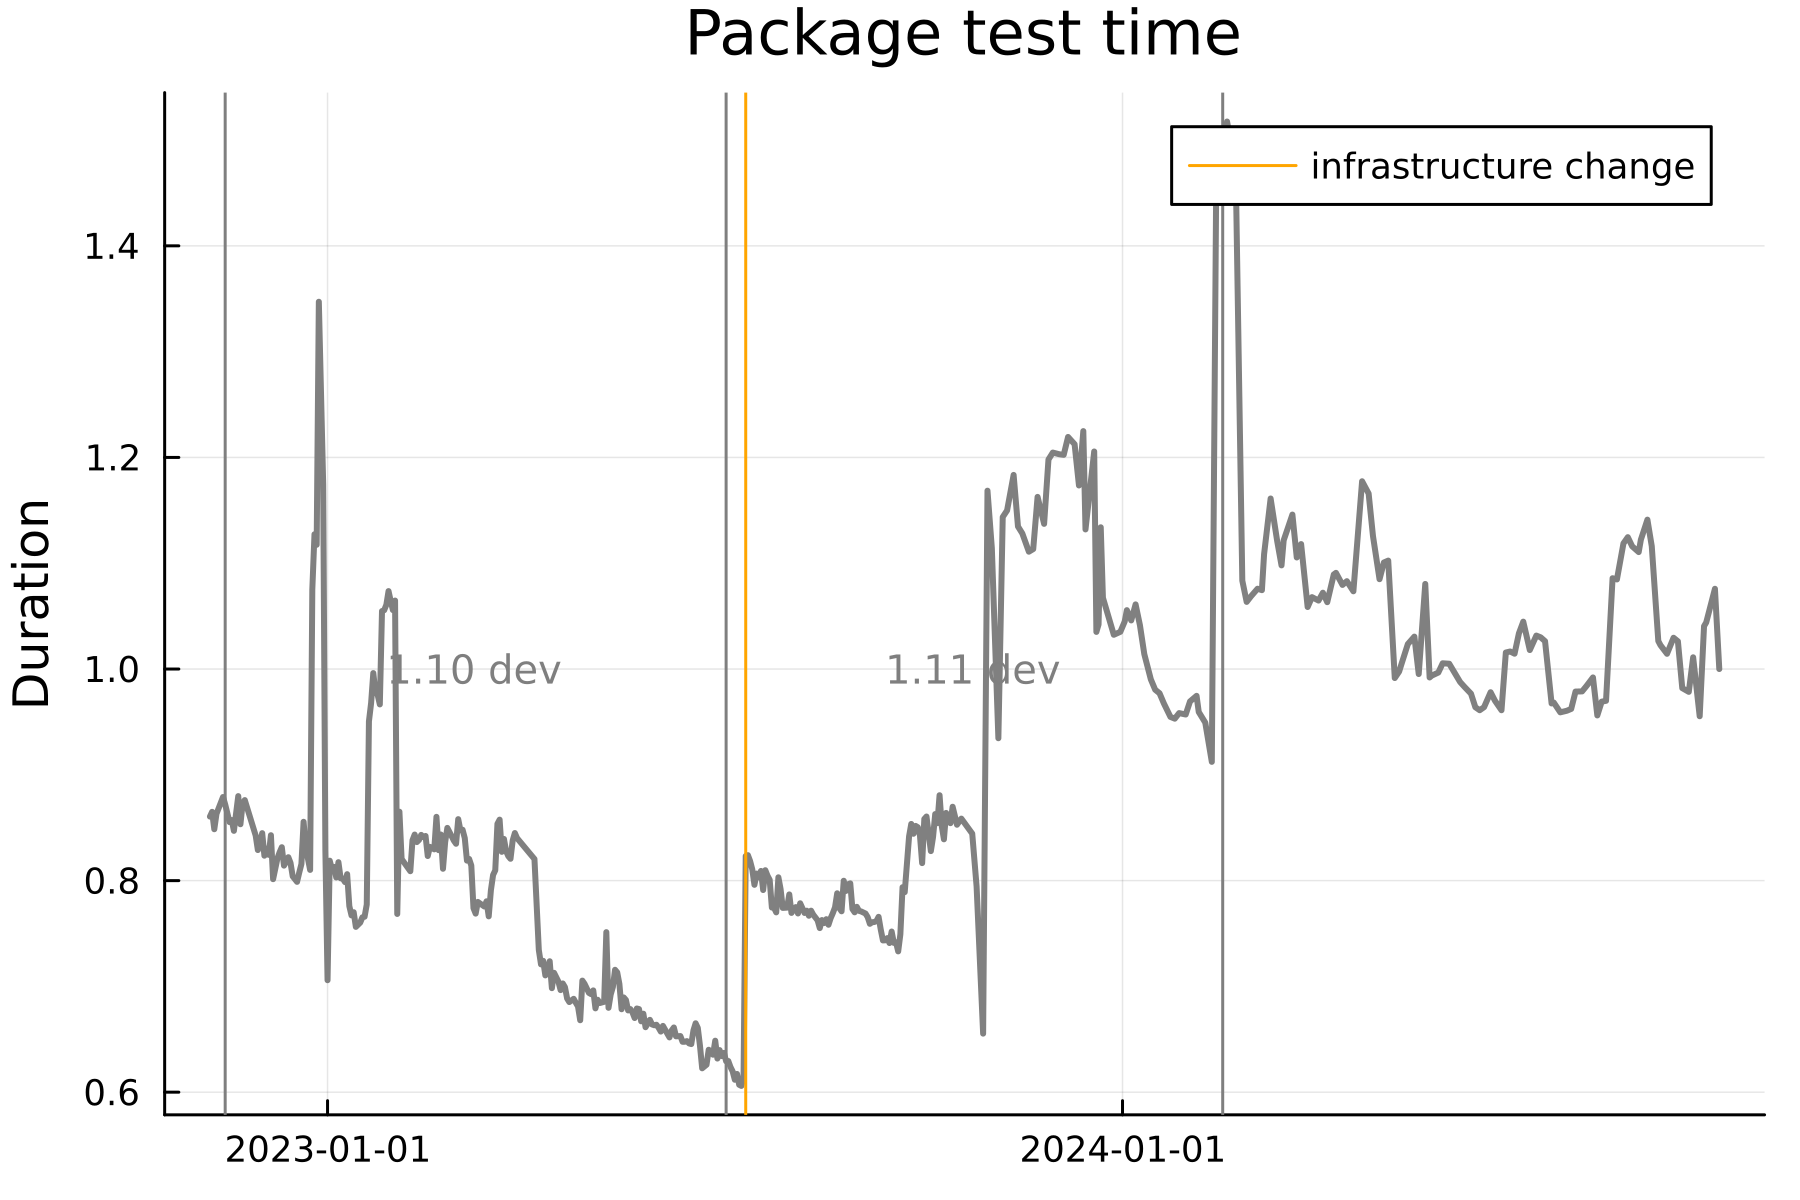 Package test time
infrastructure change
Duration
1.4
1.2
1.0
0.8
0.6
1.10 dev
1.11 dev
2023-01-01
2024-01-01